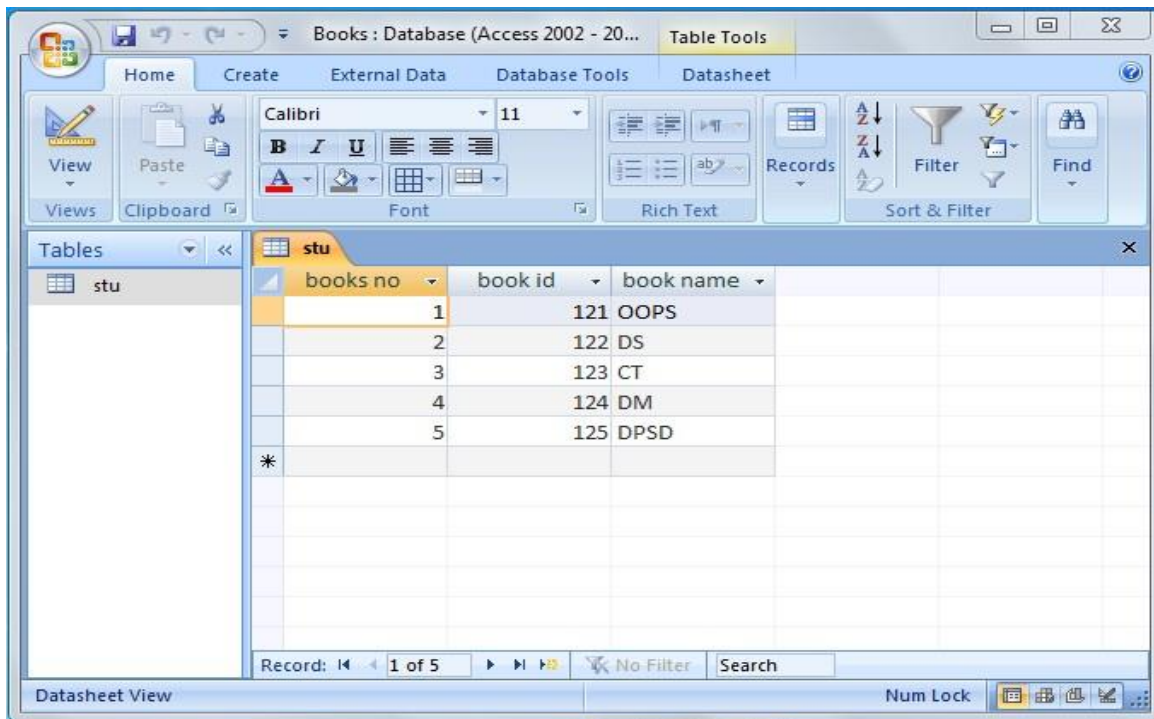 Books : Database (Access 2002 - 20... Table Tools
Home Create External Data Database Tools Datasheet
Calibri 11
B I U
View Paste A Records Filter Find
Views Clipboard Font Rich Text Sort & Filter
Tables stu
stu
books no book id book name
1 121 OOPS
2 122 DS
3 123 CT
4 124 DM
5 125 DPSD
Record: 1 of 5 No Filter Search
Datasheet View Num Lock